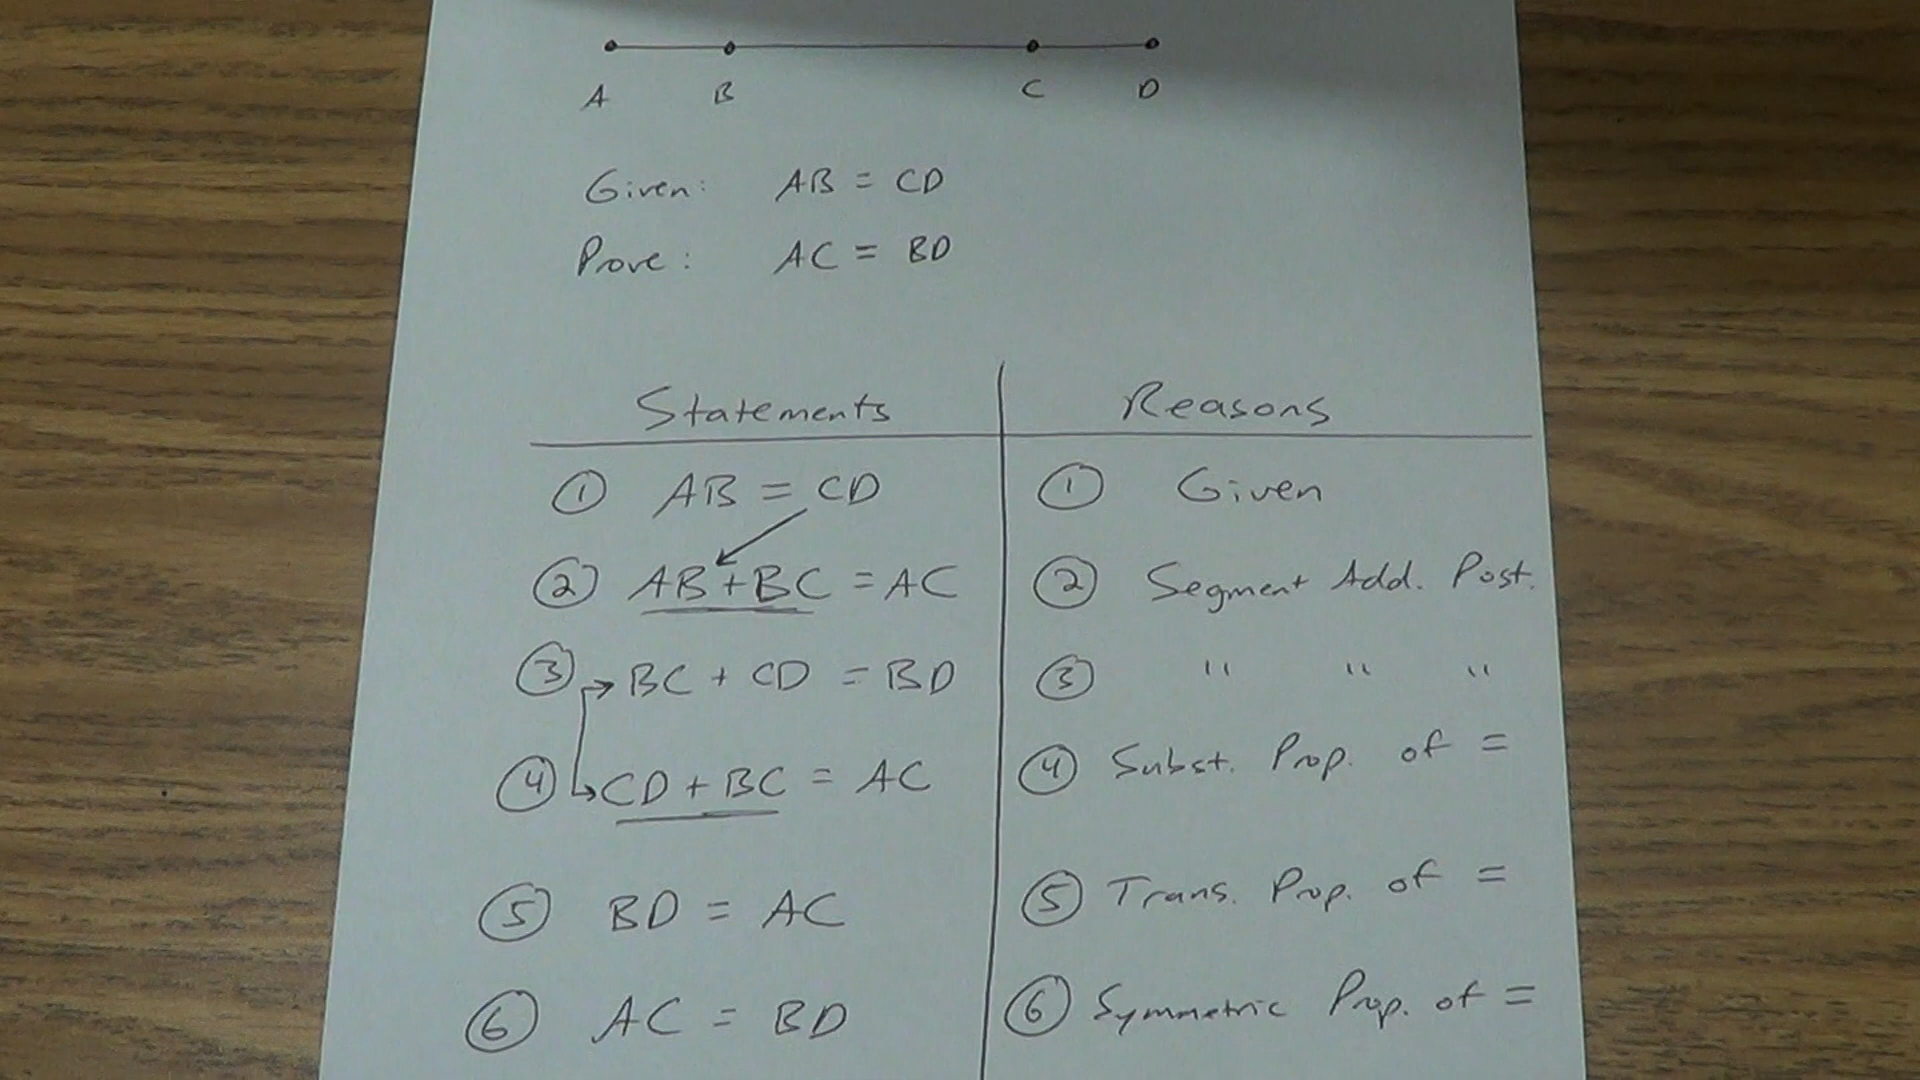 A B C D
Given: AB = CD
Prove: AC = BD
Statements Reasons
① AB = CD ① Given
② AB+BC = AC ② Segment Add. Post.
③ BC + CD = BD ③ " " "
④ CD + BC = AC ④ Subst. Prop. of =
⑤ BD = AC ⑤ Trans. Prop. of =
⑥ AC = BD ⑥ Symmetric Prop. of =